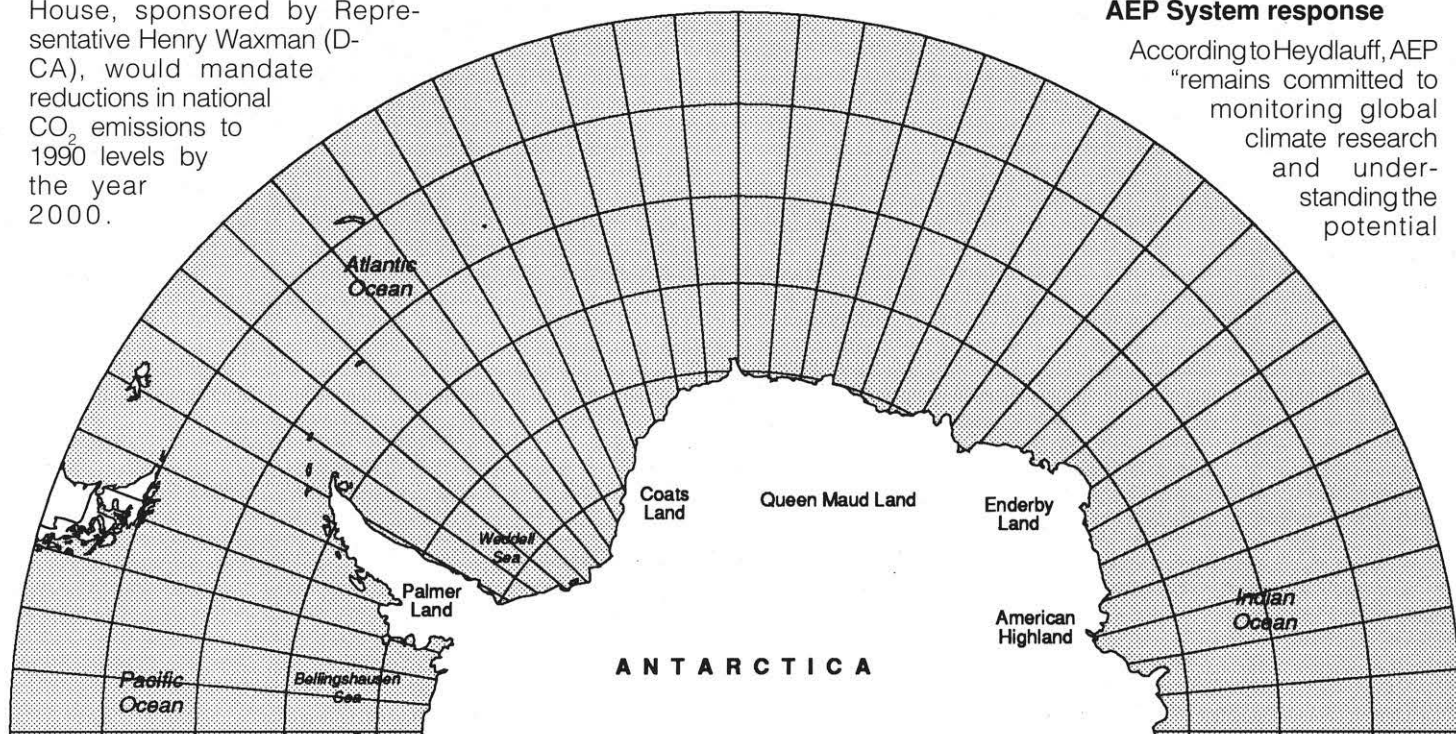 House, sponsored by Repre-
sentative Henry Waxman (D-
CA), would mandate
reductions in national
CO₂ emissions to
1990 levels by
the year
2000.
AEP System response
According to Heydlauff, AEP
“remains committed to
monitoring global
climate research
and under-
standing the
potential
Atlantic
Ocean
Weddell
Sea
Coats
Land
Queen Maud Land
Enderby
Land
Palmer
Land
American
Highland
Indian
Ocean
ANTARCTICA
Pacific
Ocean
Bellingshausen
Sea